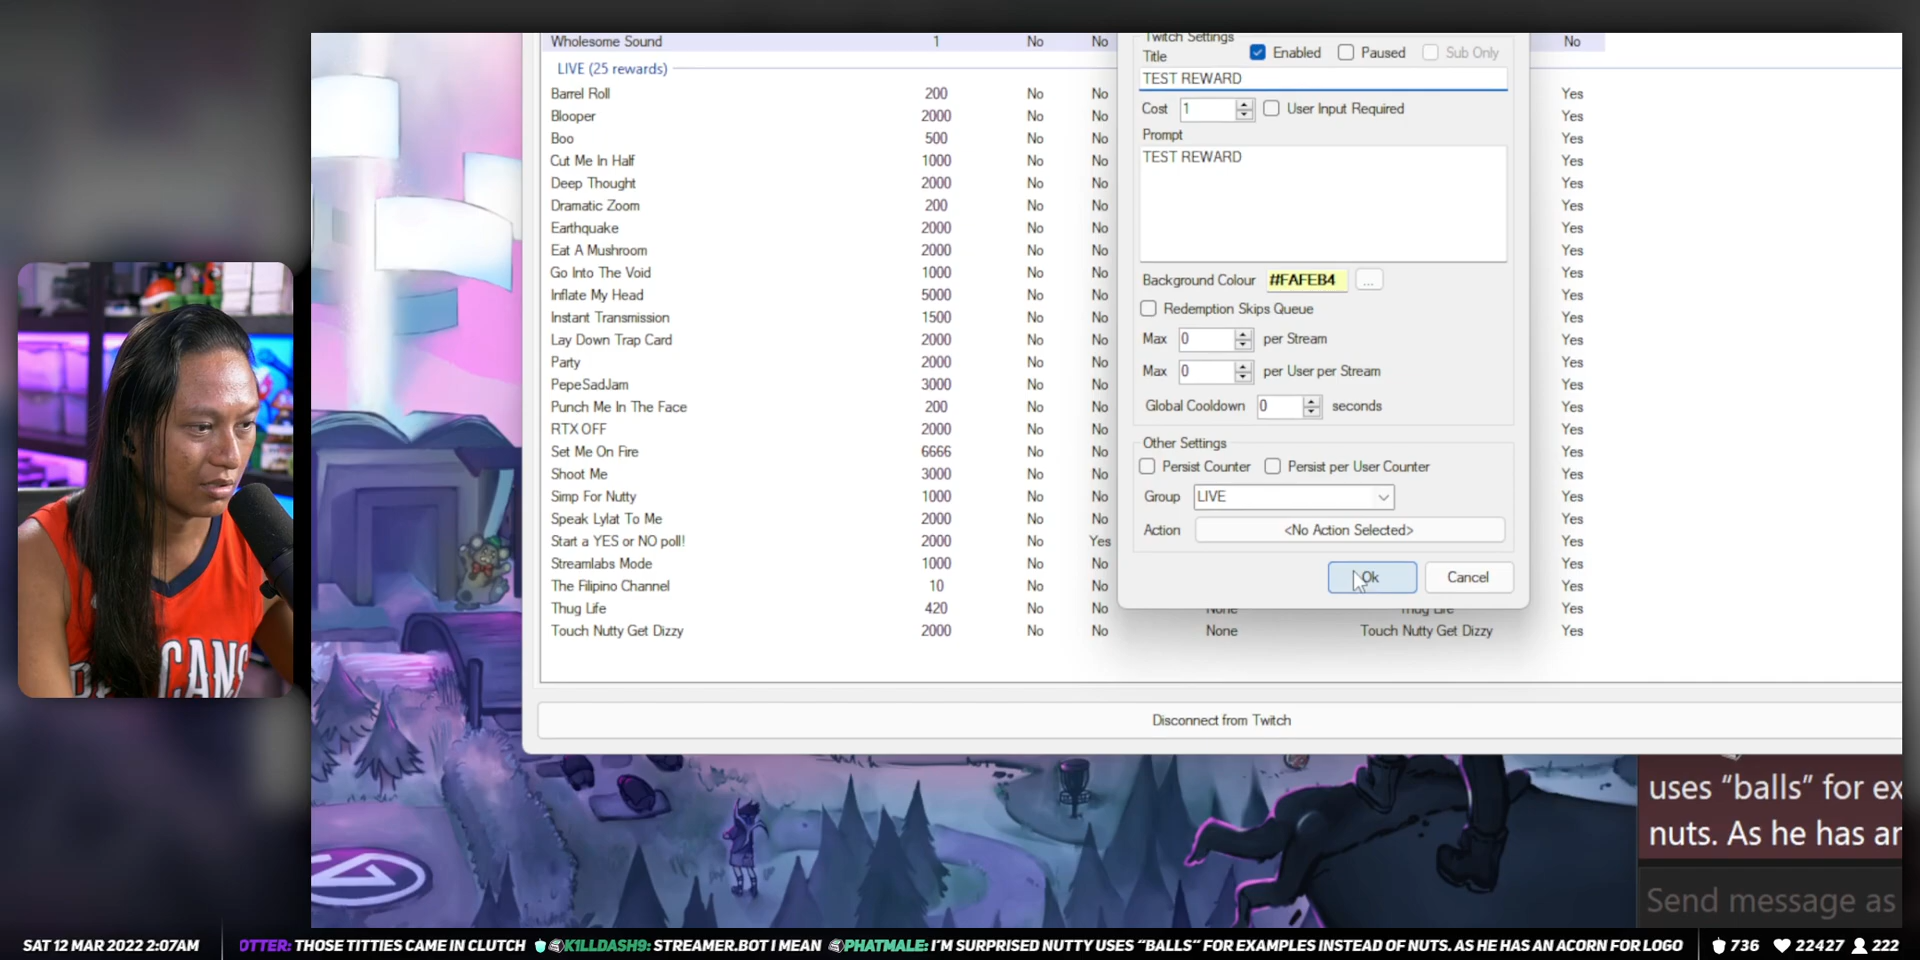 Wholesome Sound 1 No No No
LIVE (25 rewards)
Barrel Roll 200 No No Yes
Blooper 2000 No No Yes
Boo 500 No No Yes
Cut Me In Half 1000 No No Yes
Deep Thought 2000 No No Yes
Dramatic Zoom 200 No No Yes
Earthquake 2000 No No Yes
Eat A Mushroom 2000 No No Yes
Go Into The Void 1000 No No Yes
Inflate My Head 5000 No No Yes
Instant Transmission 1500 No No Yes
Lay Down Trap Card 2000 No No Yes
Party 2000 No No Yes
PepeSadJam 3000 No No Yes
Punch Me In The Face 200 No No Yes
RTX OFF 2000 No No Yes
Set Me On Fire 6666 No No Yes
Shoot Me 3000 No No Yes
Simp For Nutty 1000 No No Yes
Speak Lylat To Me 2000 No No Yes
Start a YES or NO poll! 2000 No Yes Yes
Streamlabs Mode 1000 No No Yes
The Filipino Channel 10 No No Yes
Thug Life 420 No No None Thug Life Yes
Touch Nutty Get Dizzy 2000 No No None Touch Nutty Get Dizzy Yes
Disconnect from Twitch
Twitch Settings
Title Enabled Paused Sub Only
TEST REWARD
Cost 1 User Input Required
Prompt
TEST REWARD
Background Colour #FAFEB4 ...
Redemption Skips Queue
Max 0 per Stream
Max 0 per User per Stream
Global Cooldown 0 seconds
Other Settings
Persist Counter Persist per User Counter
Group LIVE
Action <No Action Selected>
Ok Cancel
CANS
uses “balls” for ex
nuts. As he has an
Send message as
SAT 12 MAR 2022 2:07AM OTTER: THOSE TITTIES CAME IN CLUTCH K1LLDASH9: STREAMER.BOT I MEAN PHATMALE: I'M SURPRISED NUTTY USES “BALLS” FOR EXAMPLES INSTEAD OF NUTS. AS HE HAS AN ACORN FOR LOGO 736 22427 222